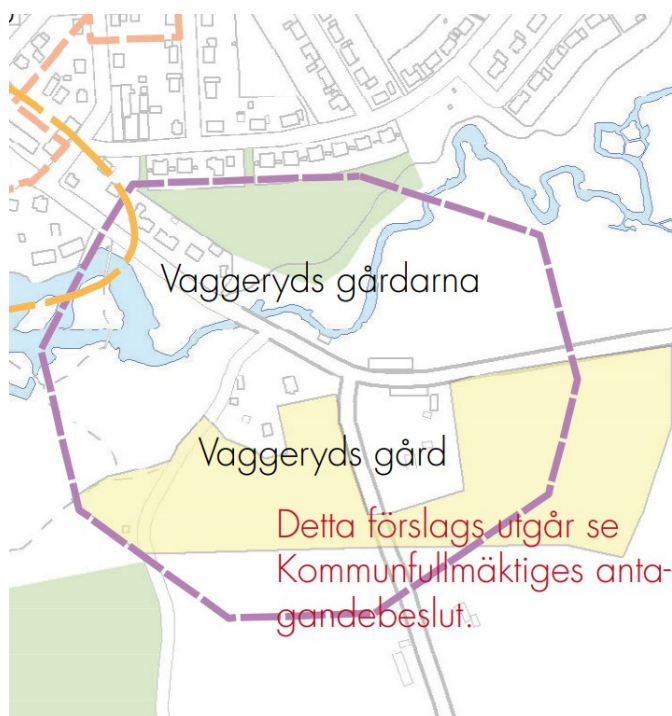 Vaggeryds gårdarna
Vaggeryds gård
Detta förslags utgår se
Kommunfullmäktiges anta-
gandebeslut.